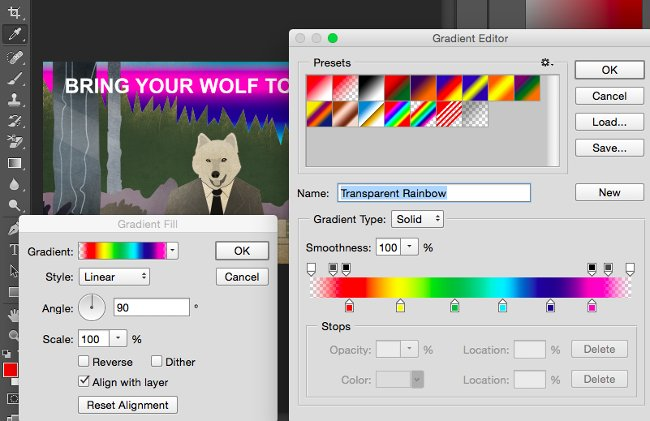 Gradient Editor
Presets
OK
Cancel
Load...
Save...
BRING YOUR WOLF TO
Name: Transparent Rainbow
New
Gradient Type: Solid
Smoothness: 100 %
Stops
Opacity: % Location: % Delete
Color: Location: % Delete
Gradient Fill
Gradient: OK
Style: Linear Cancel
Angle: 90 °
Scale: 100 %
Reverse Dither
Align with layer
Reset Alignment
T